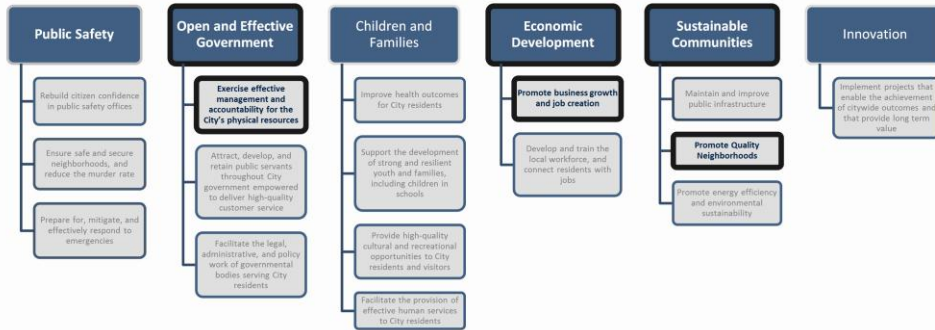 Public Safety
Rebuild citizen confidence
in public safety offices
Ensure safe and secure
neighborhoods, and
reduce the murder rate
Prepare for, mitigate, and
effectively respond to
emergencies
Open and Effective
Government
Exercise effective
management and
accountability for the
City's physical resources
Attract, develop, and
retain public servants
throughout City
government empowered
to deliver high-quality
customer service
Facilitate the legal,
administrative, and policy
work of governmental
bodies serving City
residents
Children and
Families
Improve health outcomes
for City residents
Support the development
of strong and resilient
youth and families,
including children in
schools
Provide high-quality
cultural and recreational
opportunities to City
residents and visitors
Facilitate the provision of
effective human services
to City residents
Economic
Development
Promote business growth
and job creation
Develop and train the
local workforce, and
connect residents with
jobs
Sustainable
Communities
Maintain and improve
public infrastructure
Promote Quality
Neighborhoods
Promote energy efficiency
and environmental
sustainability
Innovation
Implement projects that
enable the achievement
of citywide outcomes and
that provide long term
value